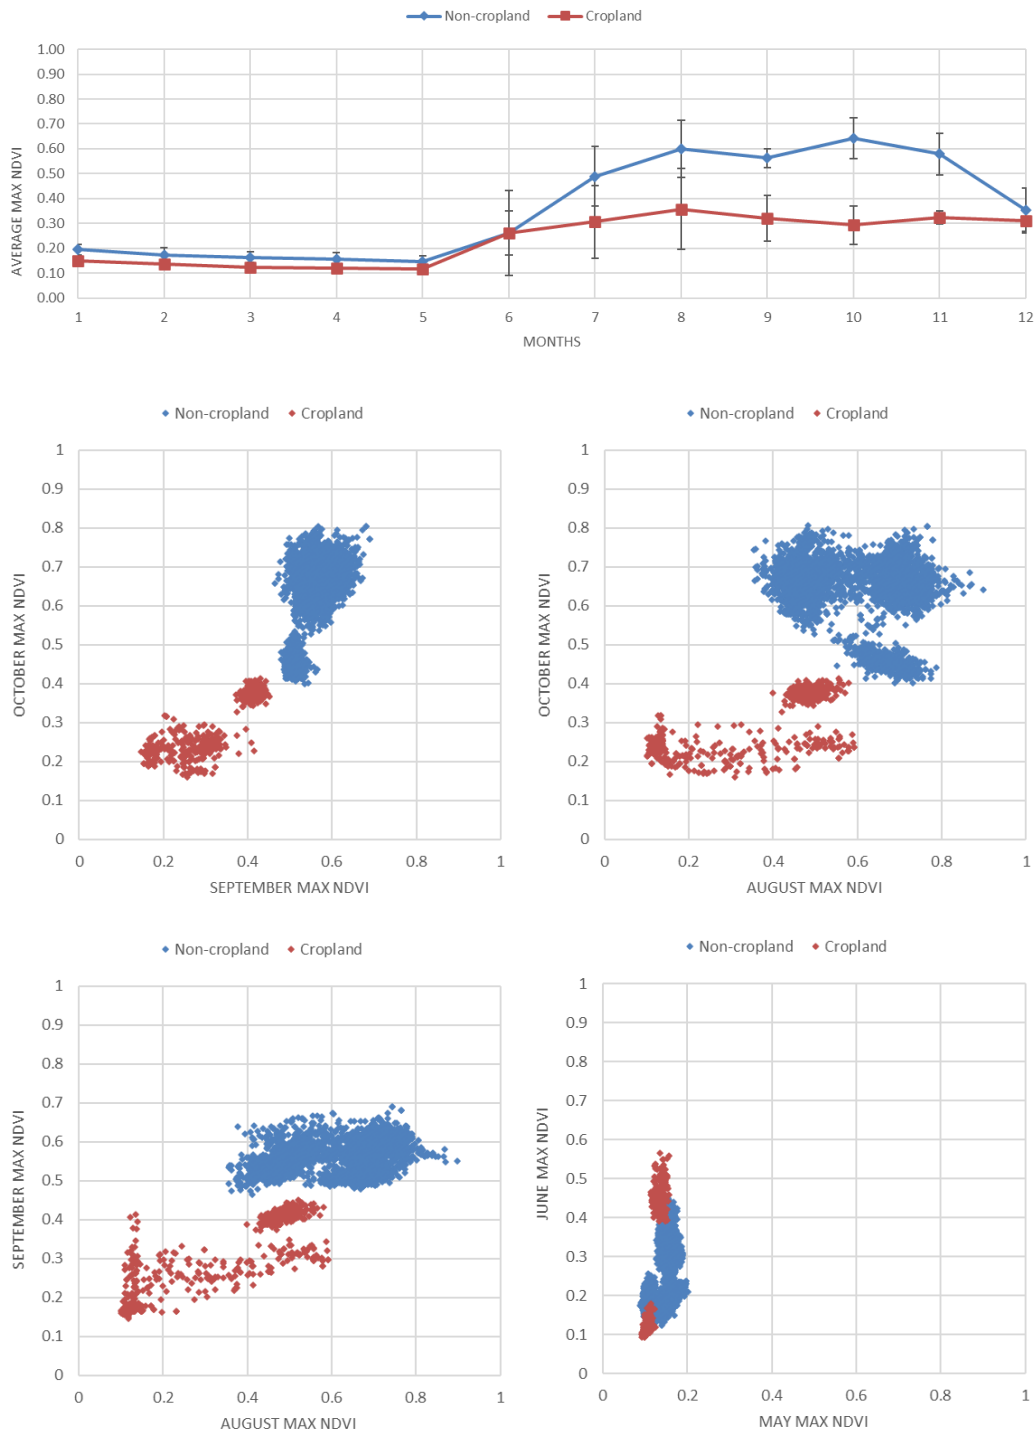 Non-cropland Cropland
1.00
0.90
0.80
0.70
0.60
0.50
0.40
0.30
0.20
0.10
0.00
AVERAGE MAX NDVI
1 2 3 4 5 6 7 8 9 10 11 12
MONTHS
Non-cropland Cropland
1
0.9
0.8
0.7
0.6
0.5
0.4
0.3
0.2
0.1
0
OCTOBER MAX NDVI
0 0.2 0.4 0.6 0.8 1
SEPTEMBER MAX NDVI
Non-cropland Cropland
1
0.9
0.8
0.7
0.6
0.5
0.4
0.3
0.2
0.1
0
OCTOBER MAX NDVI
0 0.2 0.4 0.6 0.8 1
AUGUST MAX NDVI
Non-cropland Cropland
1
0.9
0.8
0.7
0.6
0.5
0.4
0.3
0.2
0.1
0
SEPTEMBER MAX NDVI
0 0.2 0.4 0.6 0.8 1
AUGUST MAX NDVI
Non-cropland Cropland
1
0.9
0.8
0.7
0.6
0.5
0.4
0.3
0.2
0.1
0
JUNE MAX NDVI
0 0.2 0.4 0.6 0.8 1
MAY MAX NDVI